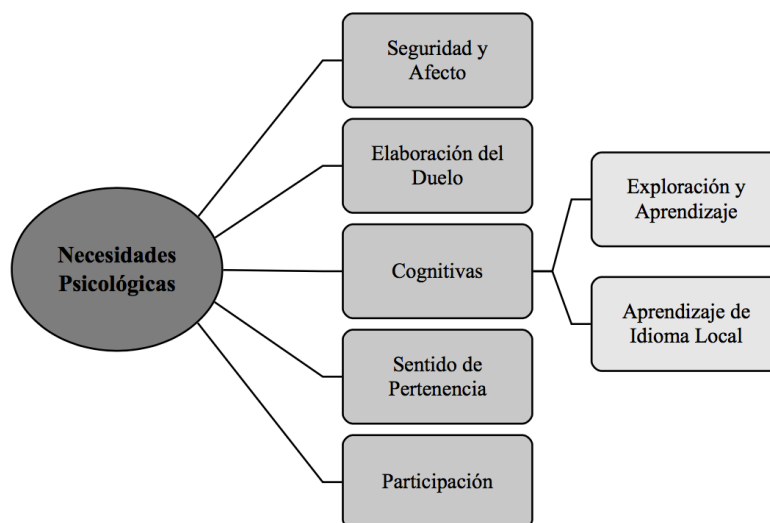 Necesidades
Psicológicas
Seguridad y
Afecto
Elaboración del
Duelo
Cognitivas
Exploración y
Aprendizaje
Aprendizaje de
Idioma Local
Sentido de
Pertenencia
Participación